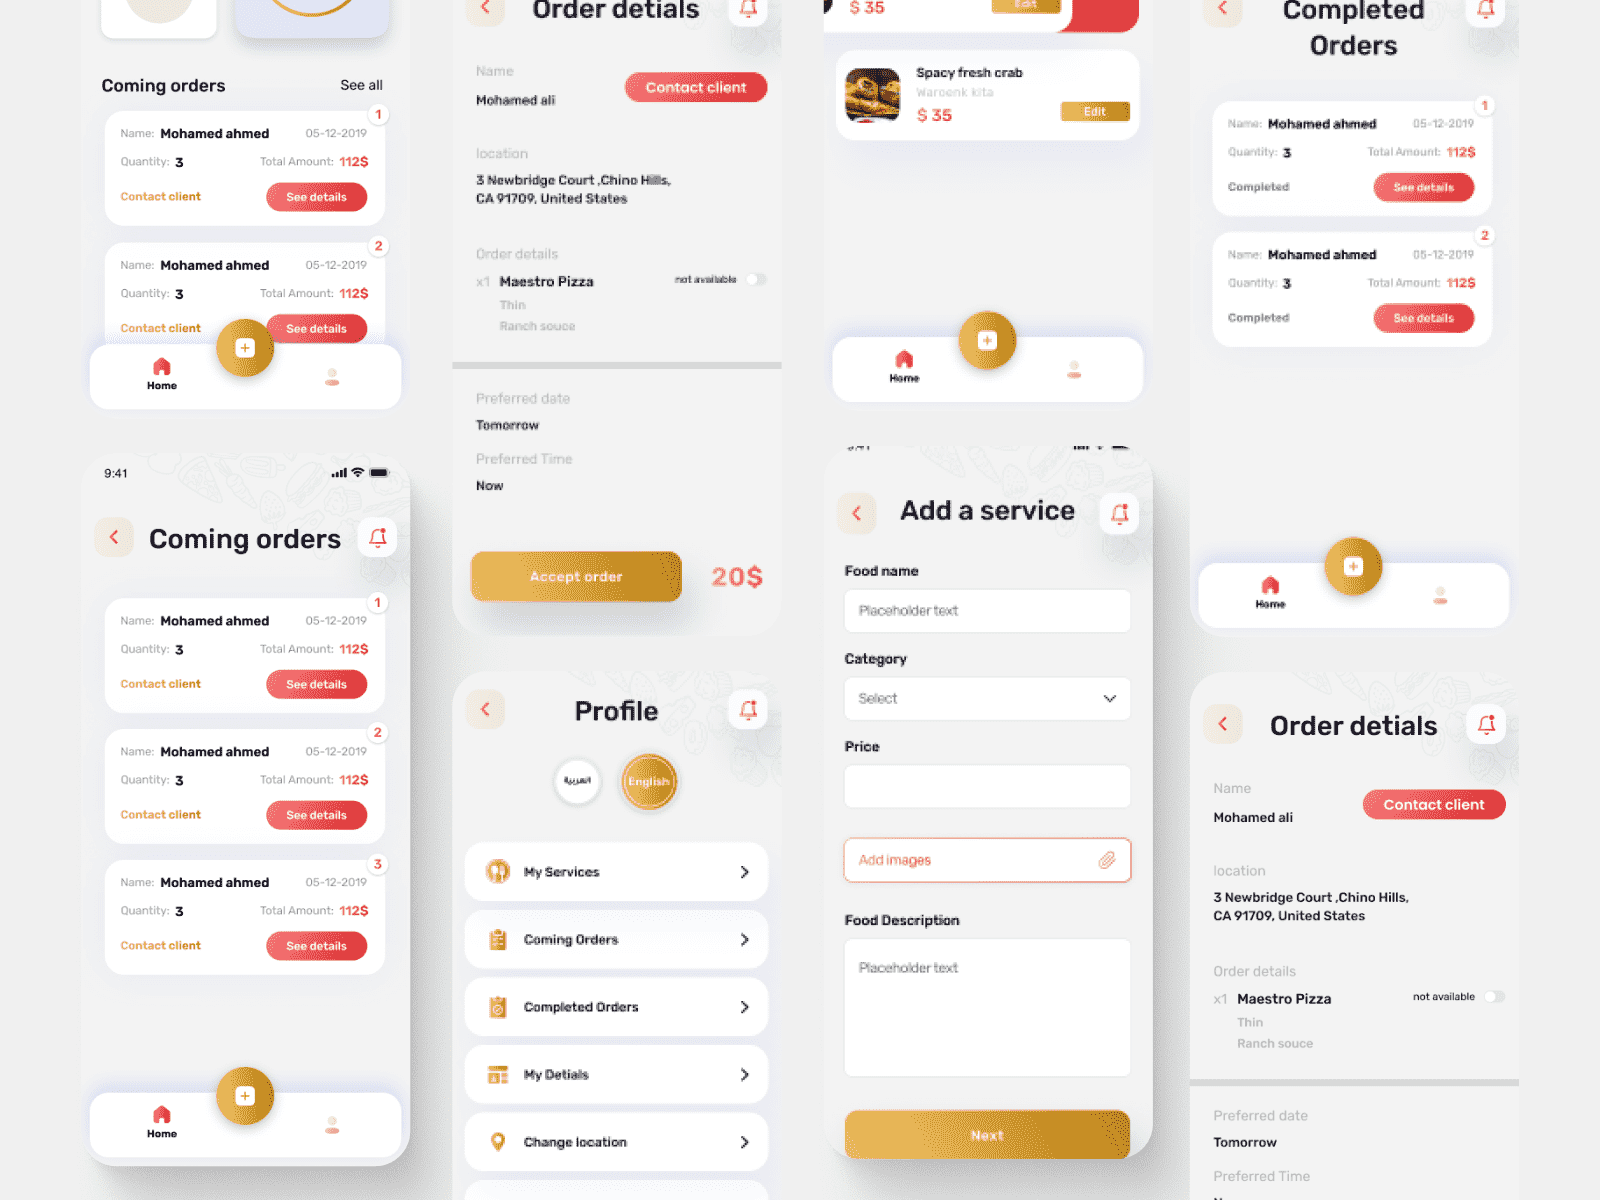 Coming orders
See all
1
Name: Mohamed ahmed 05-12-2019
Quantity: 3 Total Amount: 112$
Contact client See details
2
Name: Mohamed ahmed 05-12-2019
Quantity: 3 Total Amount: 112$
Contact client See details
Home
9:41
Coming orders
1
Name: Mohamed ahmed 05-12-2019
Quantity: 3 Total Amount: 112$
Contact client See details
2
Name: Mohamed ahmed 05-12-2019
Quantity: 3 Total Amount: 112$
Contact client See details
3
Name: Mohamed ahmed 05-12-2019
Quantity: 3 Total Amount: 112$
Contact client See details
Home
Order detials
Name
Mohamed ali
Contact client
location
3 Newbridge Court ,Chino Hills,
CA 91709, United States
Order details
x1 Maestro Pizza not available
Thin
Ranch souce
Preferred date
Tomorrow
Preferred Time
Now
Accept order 20$
Profile
العربية English
My Services
Coming Orders
Completed Orders
My Detials
Change location
$ 35 Edit
Spacy fresh crab
Waroenk kita
$ 35 Edit
Home
9:41
Add a service
Food name
Placeholder text
Category
Select
Price
Add images
Food Description
Placeholder text
Next
Completed
Orders
1
Name: Mohamed ahmed 05-12-2019
Quantity: 3 Total Amount: 112$
Completed See details
2
Name: Mohamed ahmed 05-12-2019
Quantity: 3 Total Amount: 112$
Completed See details
Home
Order detials
Name
Mohamed ali
Contact client
location
3 Newbridge Court ,Chino Hills,
CA 91709, United States
Order details
x1 Maestro Pizza not available
Thin
Ranch souce
Preferred date
Tomorrow
Preferred Time